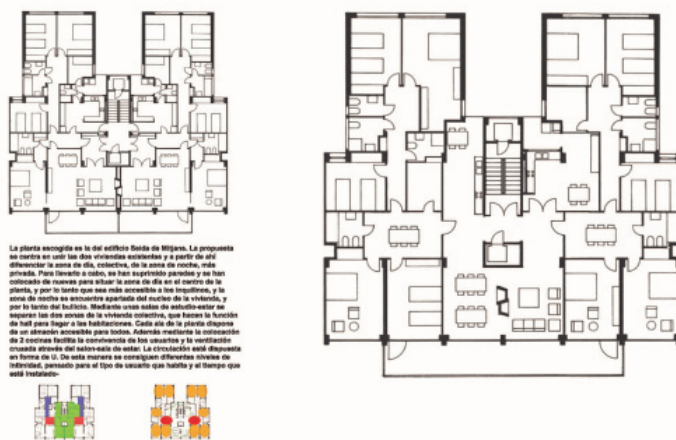 La planta escogida es la del edificio Seida de Mitjans. La propuesta
se centra en unir las dos viviendas existentes y a partir de ahí
diferenciar la zona de día, colectiva, de la zona de noche, más
privada. Para llevarlo a cabo, se han suprimido paredes y se han
colocado de nuevas para situar la zona de día en el centro de la
planta, y por lo tanto que sea más accesible a los inquilinos, y la
zona de noche se encuentre apartada del nucleo de la vivienda, y
por lo tanto del bullicio. Mediante unas salas de estudio-estar se
separan las dos zonas de la vivienda colectiva, que hacen la función
de hall para llegar a las habitaciones. Cada ala de la planta dispone
de un almacén accesible para todos. Además mediante la colocación
de 2 cocinas facilita la convivencia de los usuarios y la ventilación
cruzada através del salon-sala de estar. La circulación esté dispuesta
en forma de U. De esta manera se consiguen diferentes niveles de
intimidad, pensado para el tipo de usuario que habita y el tiempo que
esté instalado-